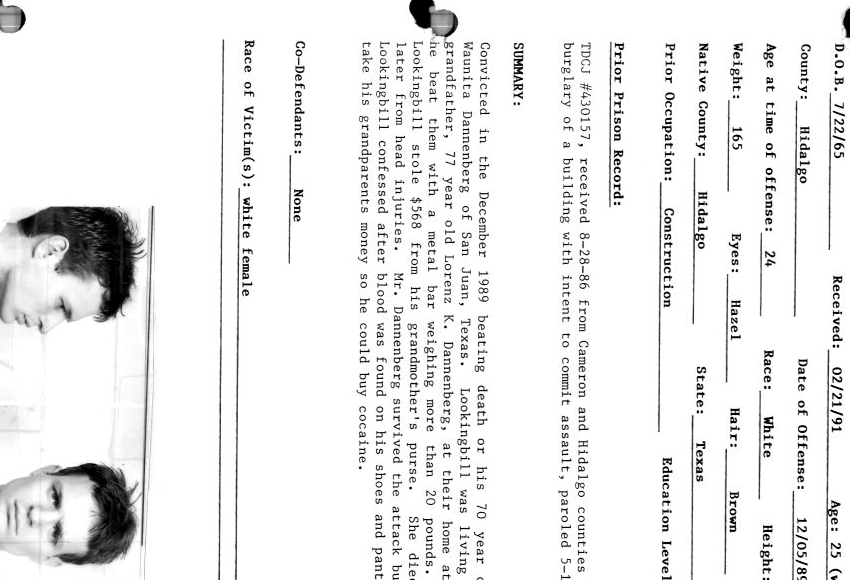 D.O.B. 7/22/65 Received: 02/21/91 Age: 25
County: Hidalgo Date of Offense: 12/05/89
Age at time of offense: 24 Race: White Height:
Weight: 165 Eyes: Hazel Hair: Brown
Native County: Hidalgo State: Texas
Prior Occupation: Construction Education Level
Prior Prison Record:
TDCJ #430157, received 8-28-86 from Cameron and Hidalgo counties
burglary of a building with intent to commit assault, paroled 5-1
SUMMARY:
Convicted in the December 1989 beating death or his 70 year
Waunita Dannenberg of San Juan, Texas. Lookingbill was living
grandfather, 77 year old Lorenz K. Dannenberg, at their home at
he beat them with a metal bar weighing more than 20 pounds.
Lookingbill stole $568 from his grandmother's purse. She died
later from head injuries. Mr. Dannenberg survived the attack bu
Lookingbill confessed after blood was found on his shoes and pant
take his grandparents money so he could buy cocaine.
Co-Defendants: None
Race of Victim(s): white female